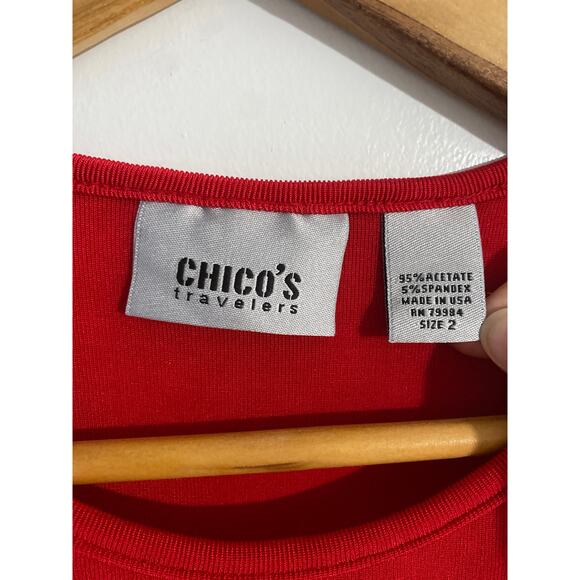 CHICO'S
travelers
95% ACETATE
5% SPANDEX
MADE IN USA
RN 79984
SIZE 2